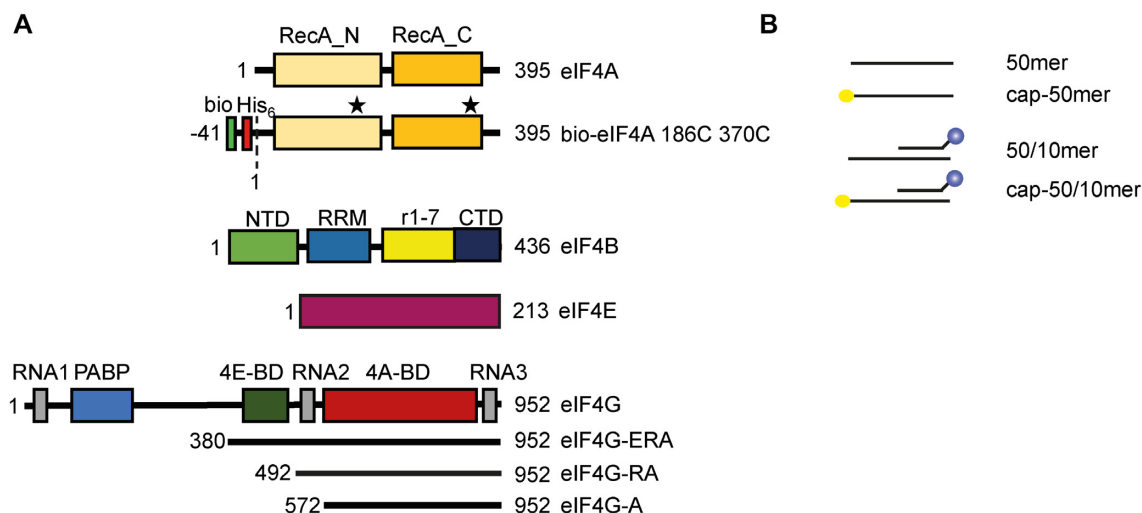 A
RecA_N RecA_C
1 395 eIF4A
bio His6
-41 395 bio-eIF4A 186C 370C
1
NTD RRM r1-7 CTD
1 436 eIF4B
1 213 eIF4E
RNA1 PABP 4E-BD RNA2 4A-BD RNA3
1 952 eIF4G
380 952 eIF4G-ERA
492 952 eIF4G-RA
572 952 eIF4G-A
B
50mer
cap-50mer
50/10mer
cap-50/10mer